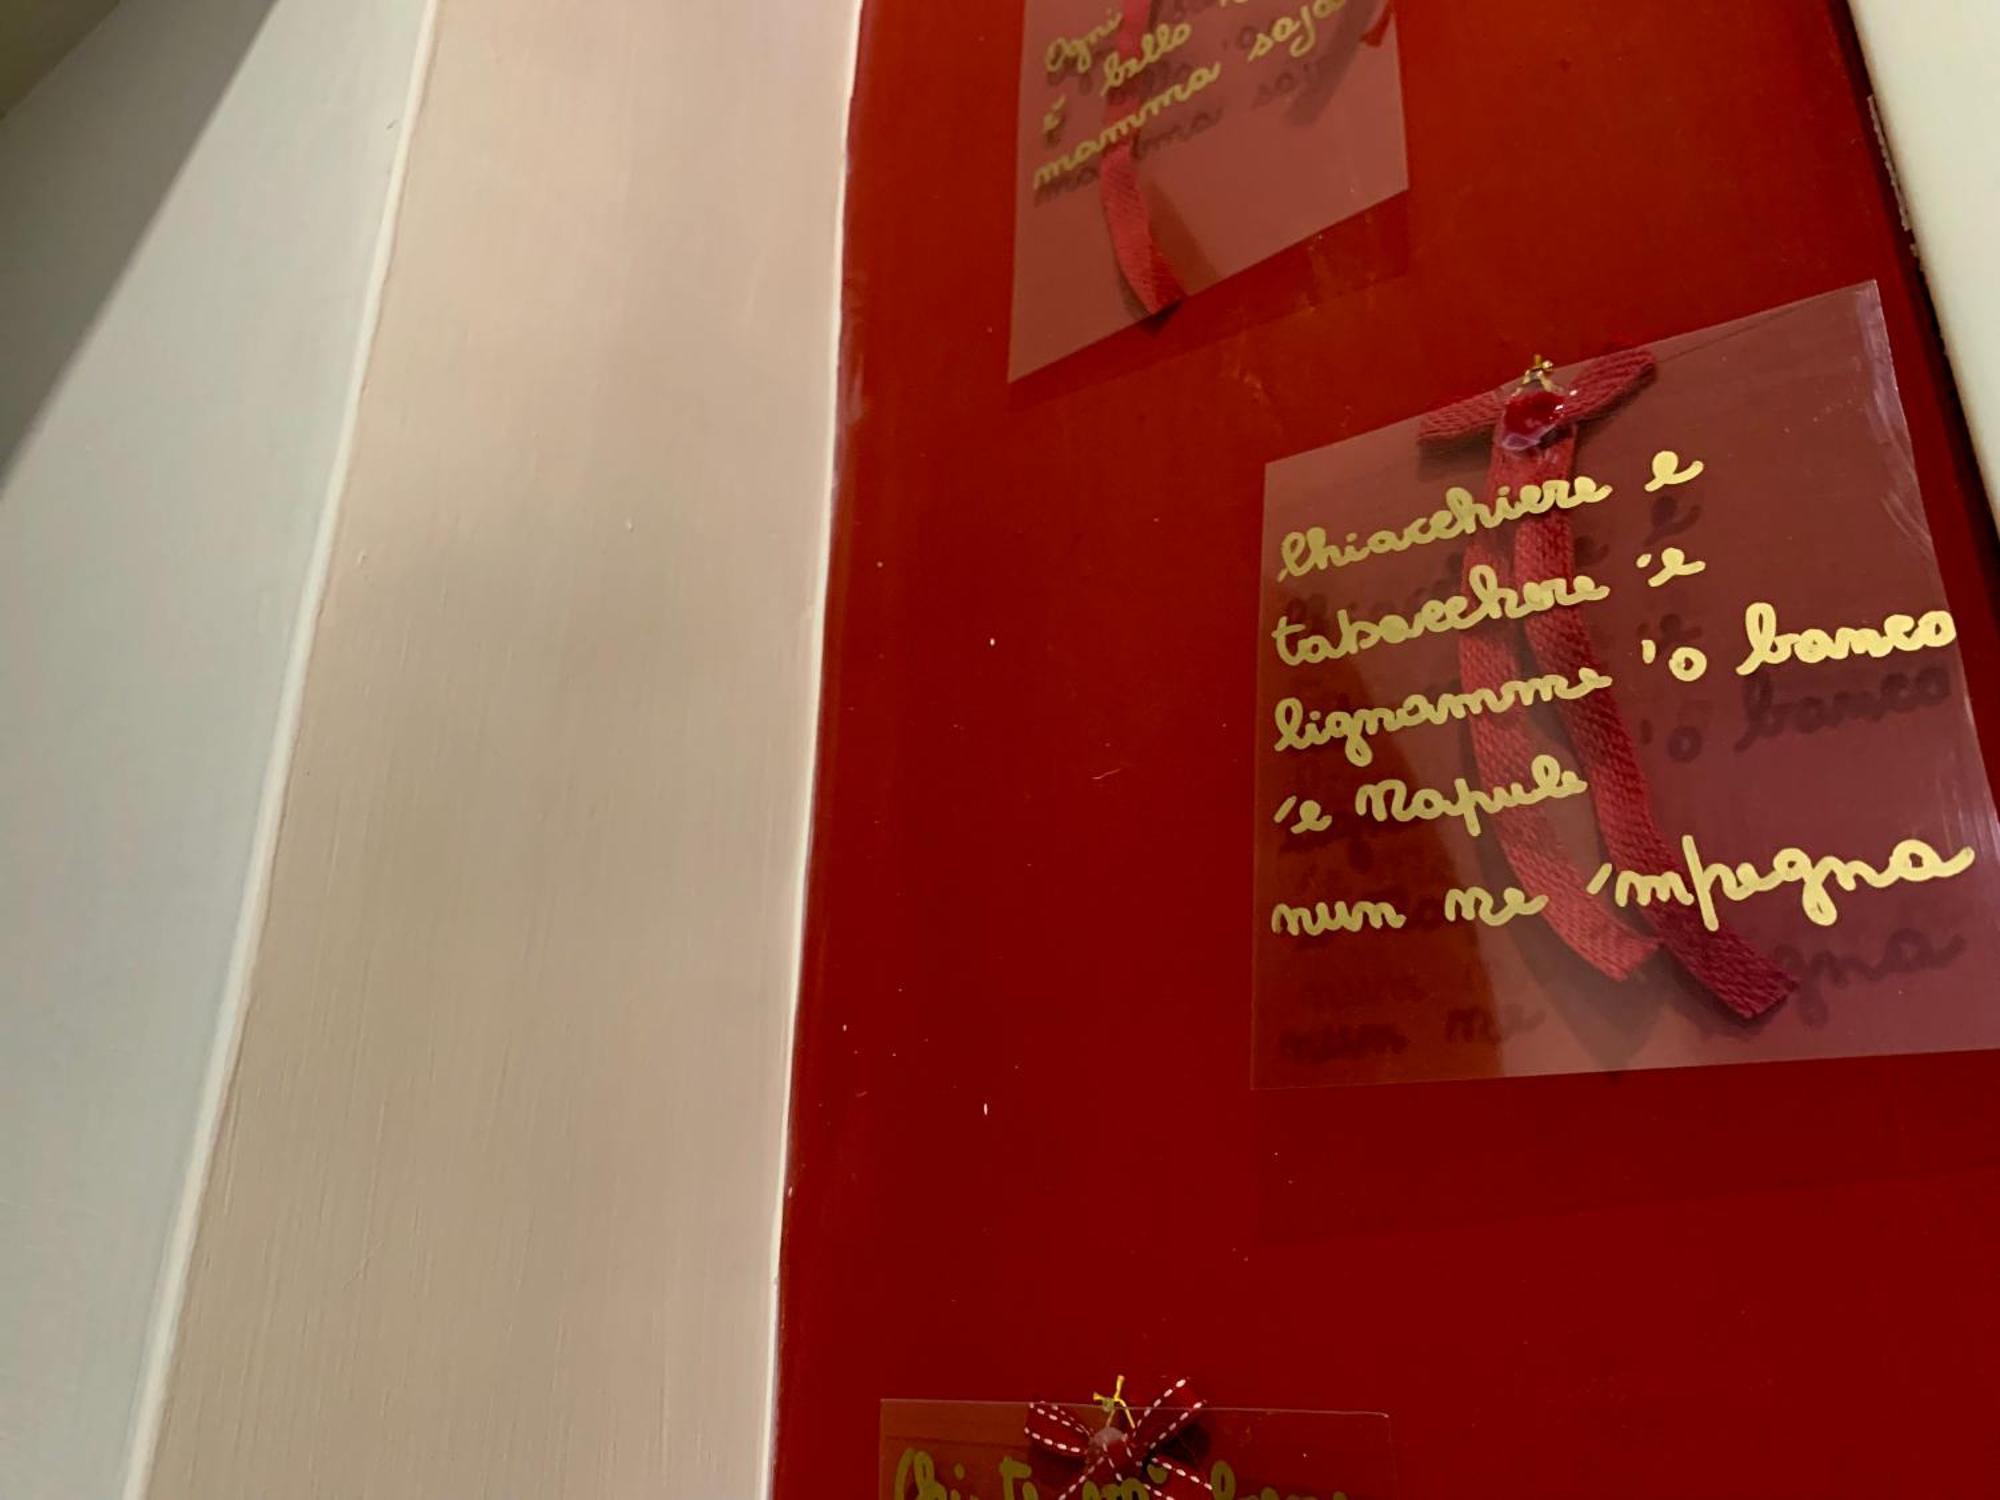 Ogni
è bello
mamma soja
Chiacchiere e
tabacchere 'e
lignamme 'o banco
'e Napule
nun ne 'mpegna